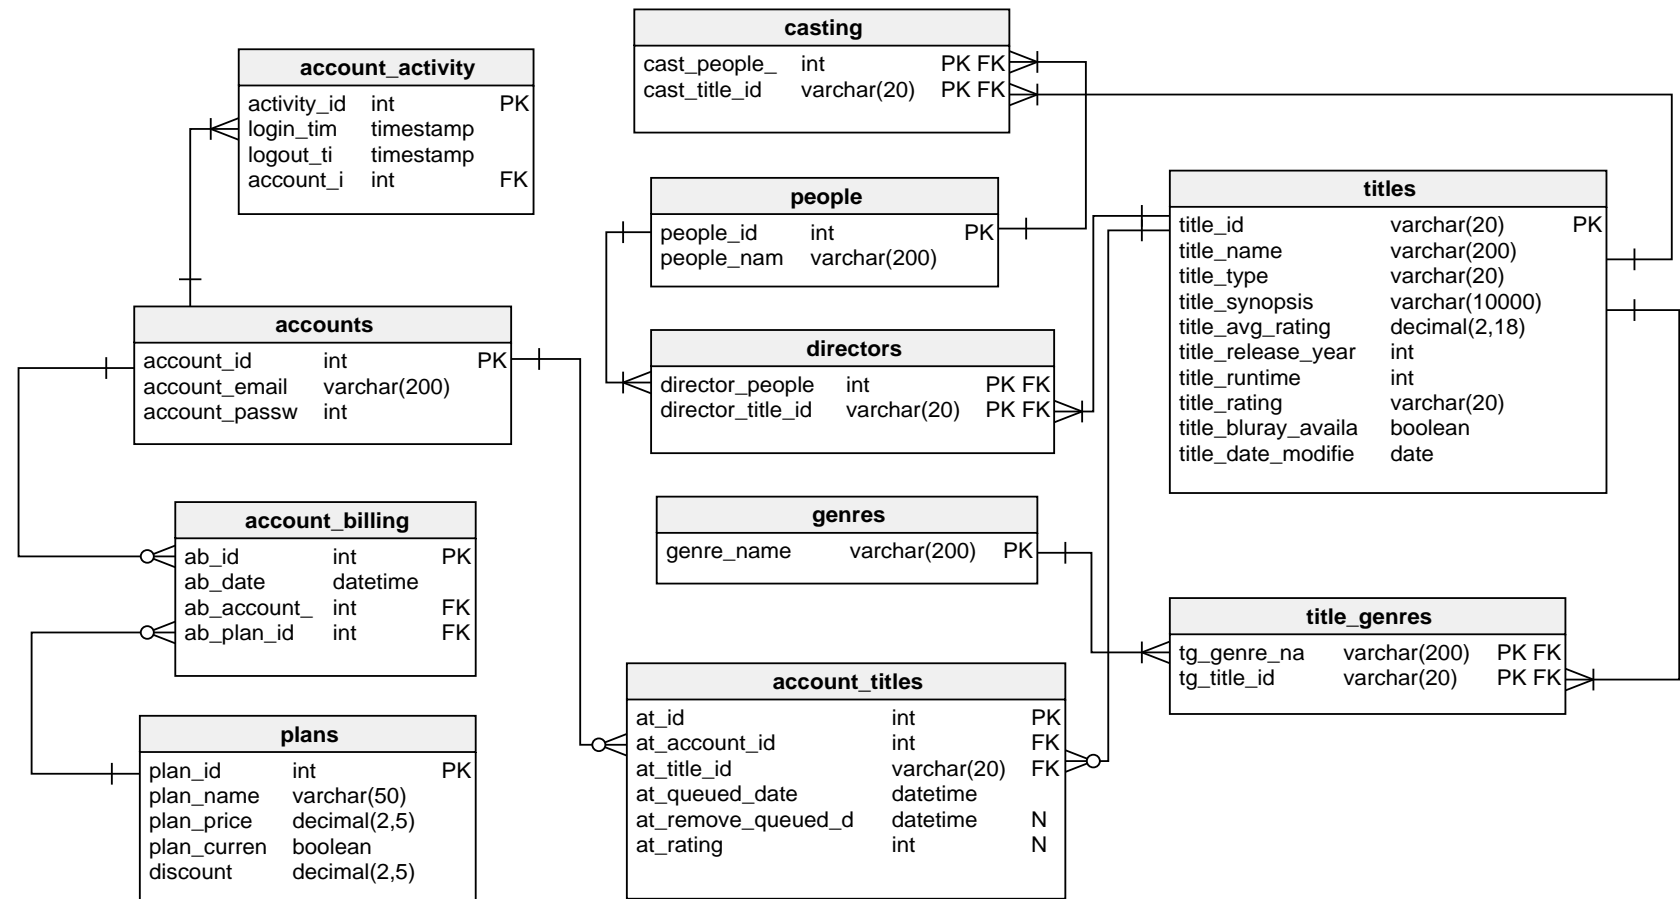 casting
cast_people_ int PK FK
cast_title_id varchar(20) PK FK
account_activity
activity_id int PK
login_tim timestamp
logout_ti timestamp
account_i int FK
people
people_id int PK
people_nam varchar(200)
titles
title_id varchar(20) PK
title_name varchar(200)
title_type varchar(20)
title_synopsis varchar(10000)
title_avg_rating decimal(2,18)
title_release_year int
title_runtime int
title_rating varchar(20)
title_bluray_availa boolean
title_date_modifie date
accounts
account_id int PK
account_email varchar(200)
account_passw int
directors
director_people int PK FK
director_title_id varchar(20) PK FK
account_billing
ab_id int PK
ab_date datetime
ab_account_ int FK
ab_plan_id int FK
genres
genre_name varchar(200) PK
title_genres
tg_genre_na varchar(200) PK FK
tg_title_id varchar(20) PK FK
account_titles
at_id int PK
at_account_id int FK
at_title_id varchar(20) FK
at_queued_date datetime
at_remove_queued_d datetime N
at_rating int N
plans
plan_id int PK
plan_name varchar(50)
plan_price decimal(2,5)
plan_curren boolean
discount decimal(2,5)